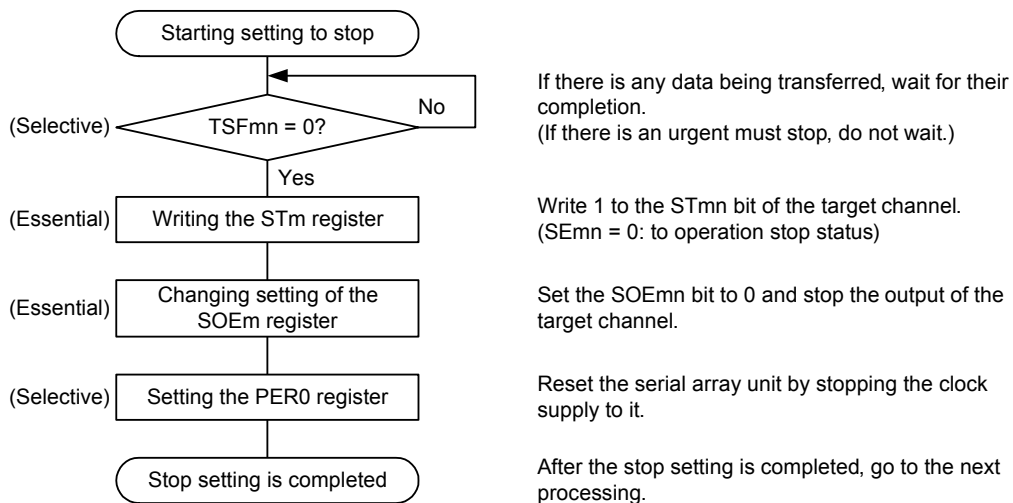 Starting setting to stop
No
(Selective)
TSFmn = 0?
If there is any data being transferred, wait for their
completion.
(If there is an urgent must stop, do not wait.)
Yes
(Essential)
Writing the STm register
Write 1 to the STmn bit of the target channel.
(SEmn = 0: to operation stop status)
(Essential)
Changing setting of the
SOEm register
Set the SOEmn bit to 0 and stop the output of the
target channel.
(Selective)
Setting the PER0 register
Reset the serial array unit by stopping the clock
supply to it.
Stop setting is completed
After the stop setting is completed, go to the next
processing.